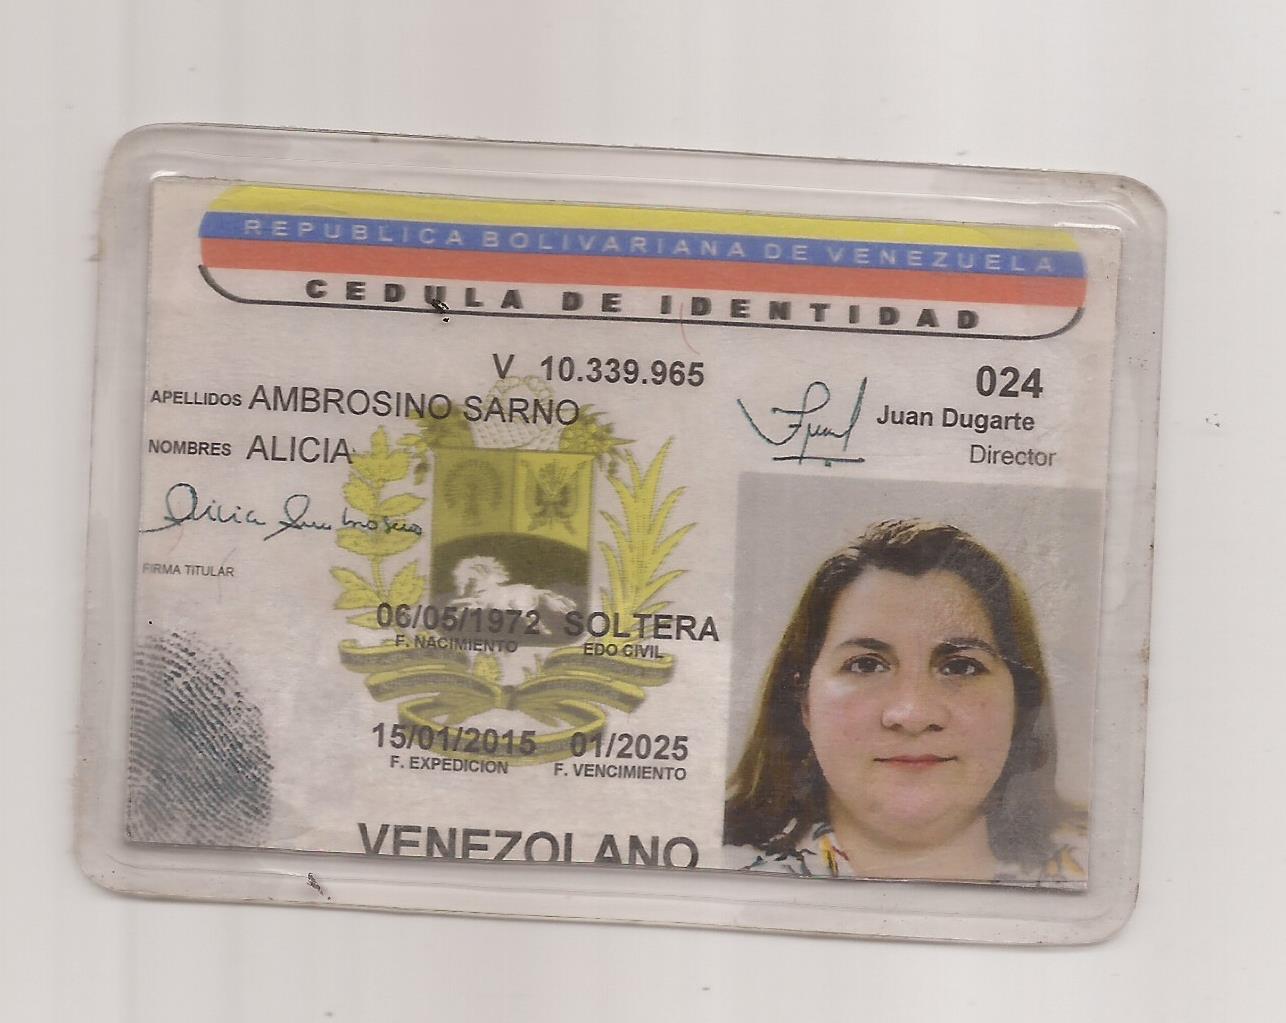 REPUBLICA BOLIVARIANA DE VENEZUELA
CEDULA DE IDENTIDAD
V 10.339.965
024
APELLIDOS AMBROSINO SARNO
Juan Dugarte
Director
NOMBRES ALICIA
Alicia Ambrosino
FIRMA TITULAR
06/05/1972 SOLTERA
F. NACIMIENTO EDO CIVIL
15/01/2015 01/2025
F. EXPEDICION F. VENCIMIENTO
VENEZOLANO